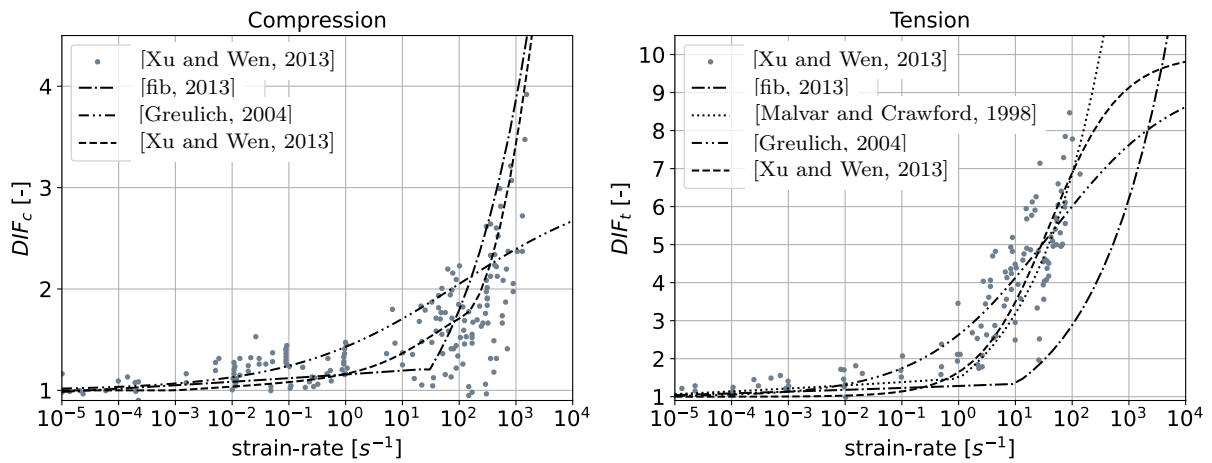 Compression
[Xu and Wen, 2013]
[fib, 2013]
[Greulich, 2004]
[Xu and Wen, 2013]
DIF_c [-]
4
3
2
1
10^-5 10^-4 10^-3 10^-2 10^-1 10^0 10^1 10^2 10^3 10^4
strain-rate [s^-1]
Tension
[Xu and Wen, 2013]
[fib, 2013]
[Malvar and Crawford, 1998]
[Greulich, 2004]
[Xu and Wen, 2013]
DIF_t [-]
10
9
8
7
6
5
4
3
2
1
10^-5 10^-4 10^-3 10^-2 10^-1 10^0 10^1 10^2 10^3 10^4
strain-rate [s^-1]